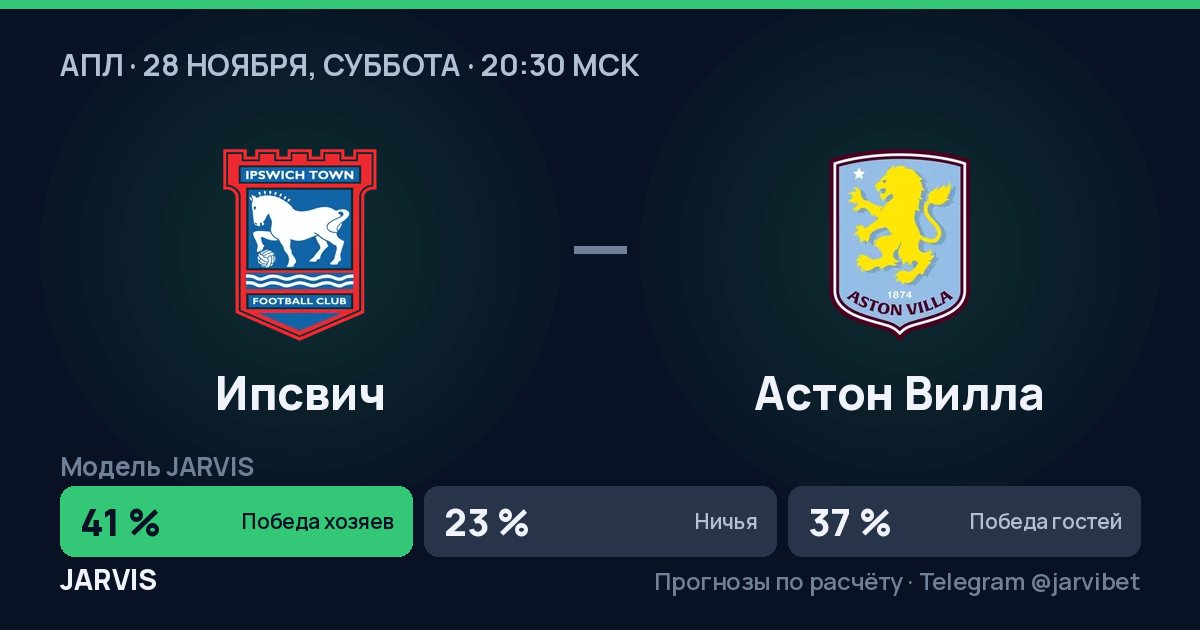 АПЛ · 28 НОЯБРЯ, СУББОТА · 20:30 МСК
IPSWICH TOWN
FOOTBALL CLUB
1874
ASTON VILLA
Ипсвич
Астон Вилла
Модель JARVIS
41 % Победа хозяев
23 % Ничья
37 % Победа гостей
JARVIS
Прогнозы по расчёту · Telegram @jarvibet